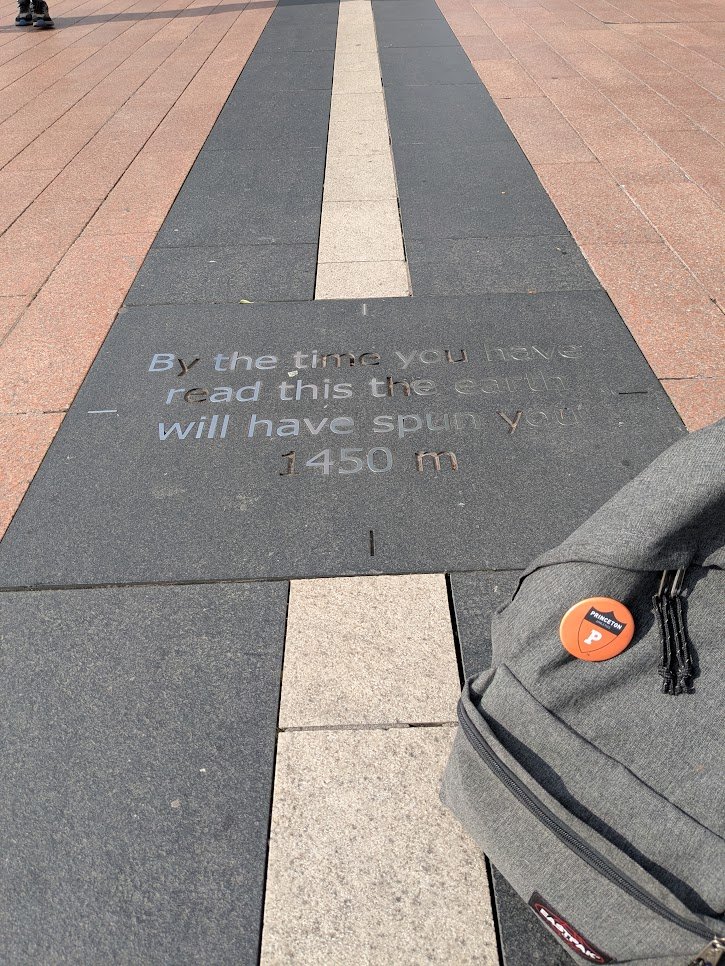 By the time you have
read this the earth
will have spun you
1450 m
PRINCETON
P
EASTPAK